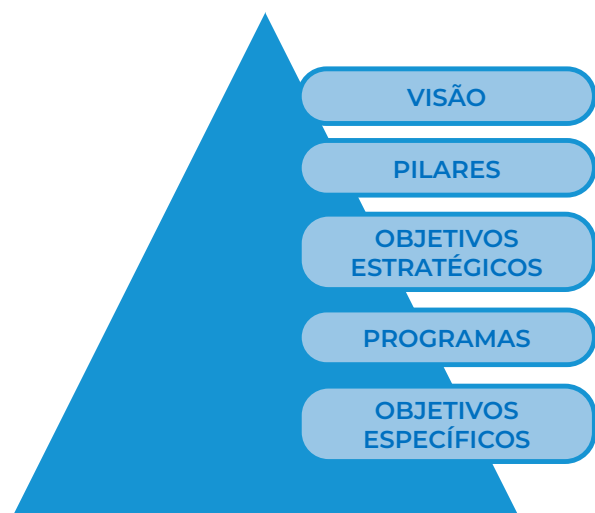 VISÃO
PILARES
OBJETIVOS
ESTRATÉGICOS
PROGRAMAS
OBJETIVOS
ESPECÍFICOS